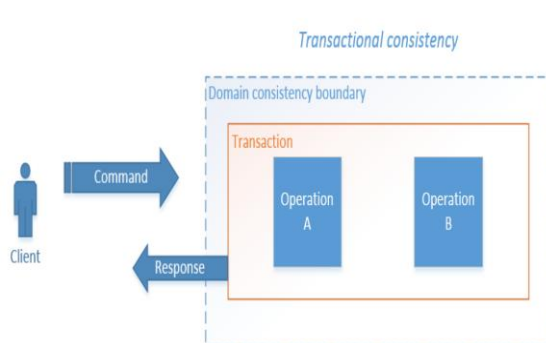 Transactional consistency
Domain consistency boundary
Transaction
Command
Operation
A
Operation
B
Client
Response